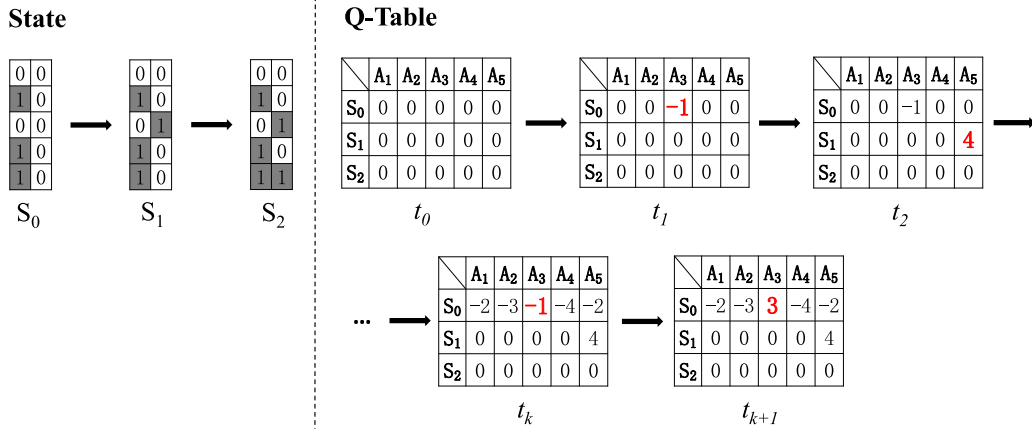 State
0 0
1 0
0 0
1 0
1 0
S0
0 0
1 0
0 1
1 0
1 0
S1
0 0
1 0
0 1
1 0
1 1
S2
Q-Table
A1 A2 A3 A4 A5
S0 0 0 0 0 0
S1 0 0 0 0 0
S2 0 0 0 0 0
t0
A1 A2 A3 A4 A5
S0 0 0 -1 0 0
S1 0 0 0 0 0
S2 0 0 0 0 0
t1
A1 A2 A3 A4 A5
S0 0 0 -1 0 0
S1 0 0 0 0 4
S2 0 0 0 0 0
t2
...
A1 A2 A3 A4 A5
S0 -2 -3 -1 -4 -2
S1 0 0 0 0 4
S2 0 0 0 0 0
tk
A1 A2 A3 A4 A5
S0 -2 -3 3 -4 -2
S1 0 0 0 0 4
S2 0 0 0 0 0
tk+1